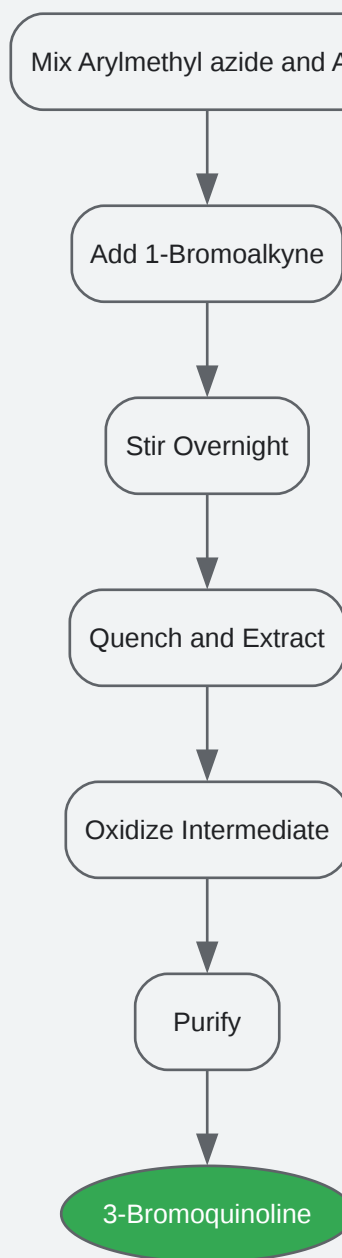 Mix Arylmethyl azide and
Add 1-Bromoalkyne
Stir Overnight
Quench and Extract
Oxidize Intermediate
Purify
3-Bromoquinoline